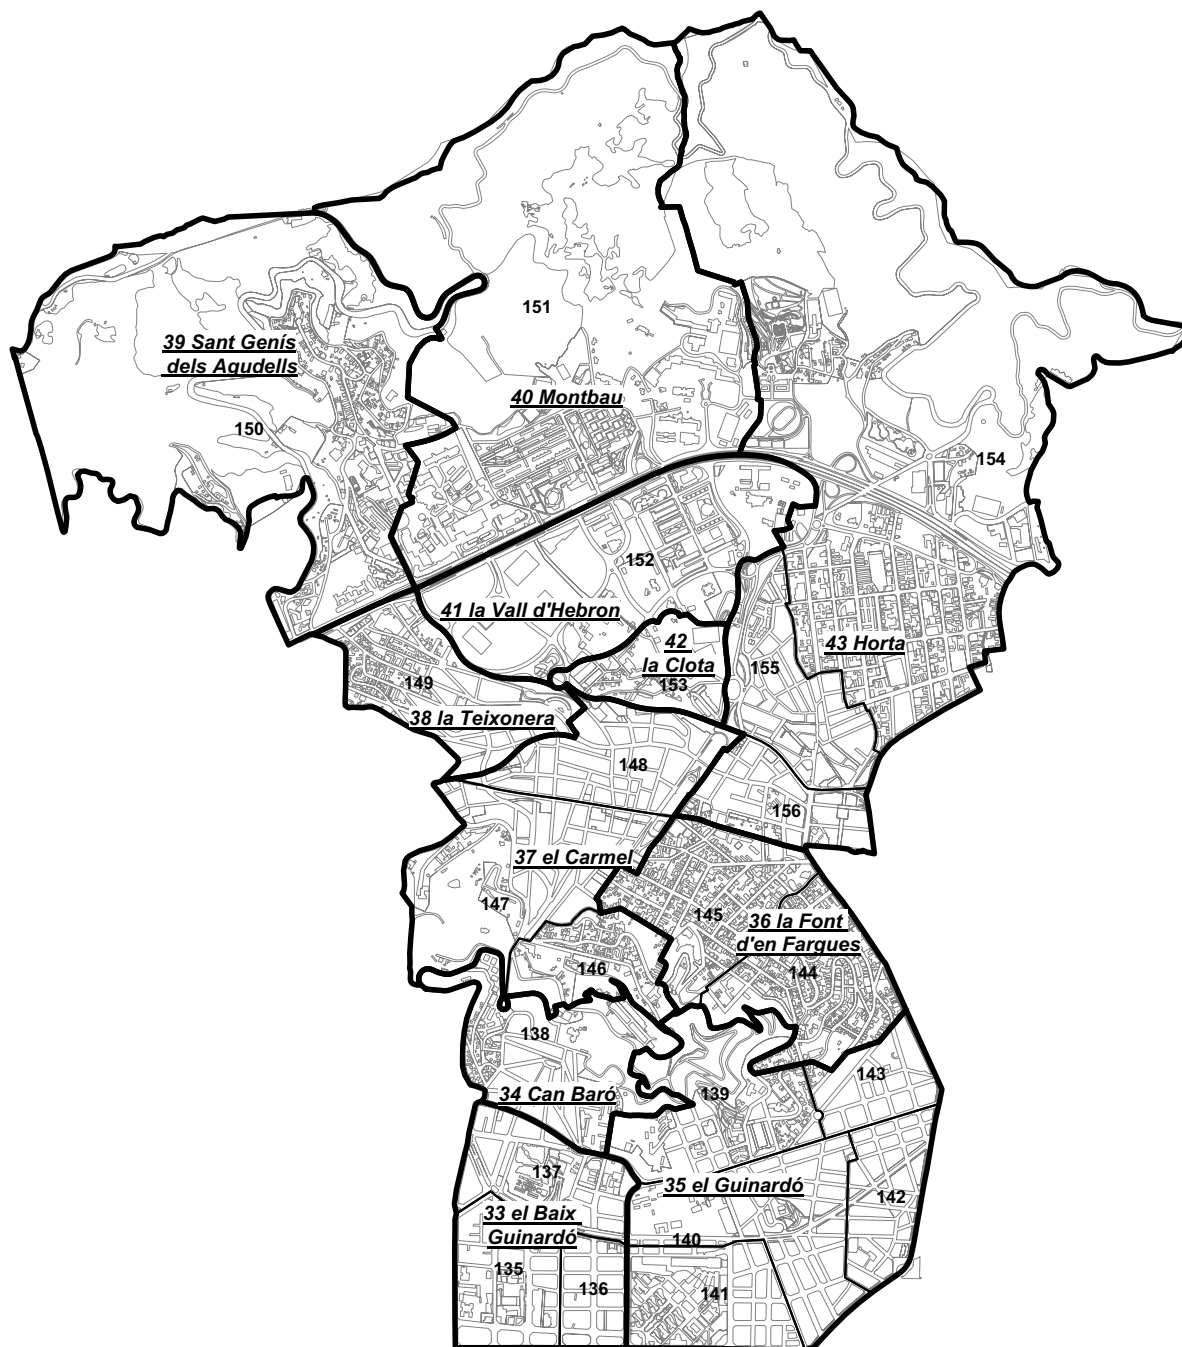 151
39 Sant Genís
dels Agudells
40 Montbau
150
154
152
41 la Vall d'Hebron
42
la Clota
153
43 Horta
155
149
38 la Teixonera
148
156
37 el Carmel
147
145
36 la Font
d'en Fargues
146
144
138
143
139
34 Can Baró
137
35 el Guinardó
142
33 el Baix
Guinardó
140
135
136
141